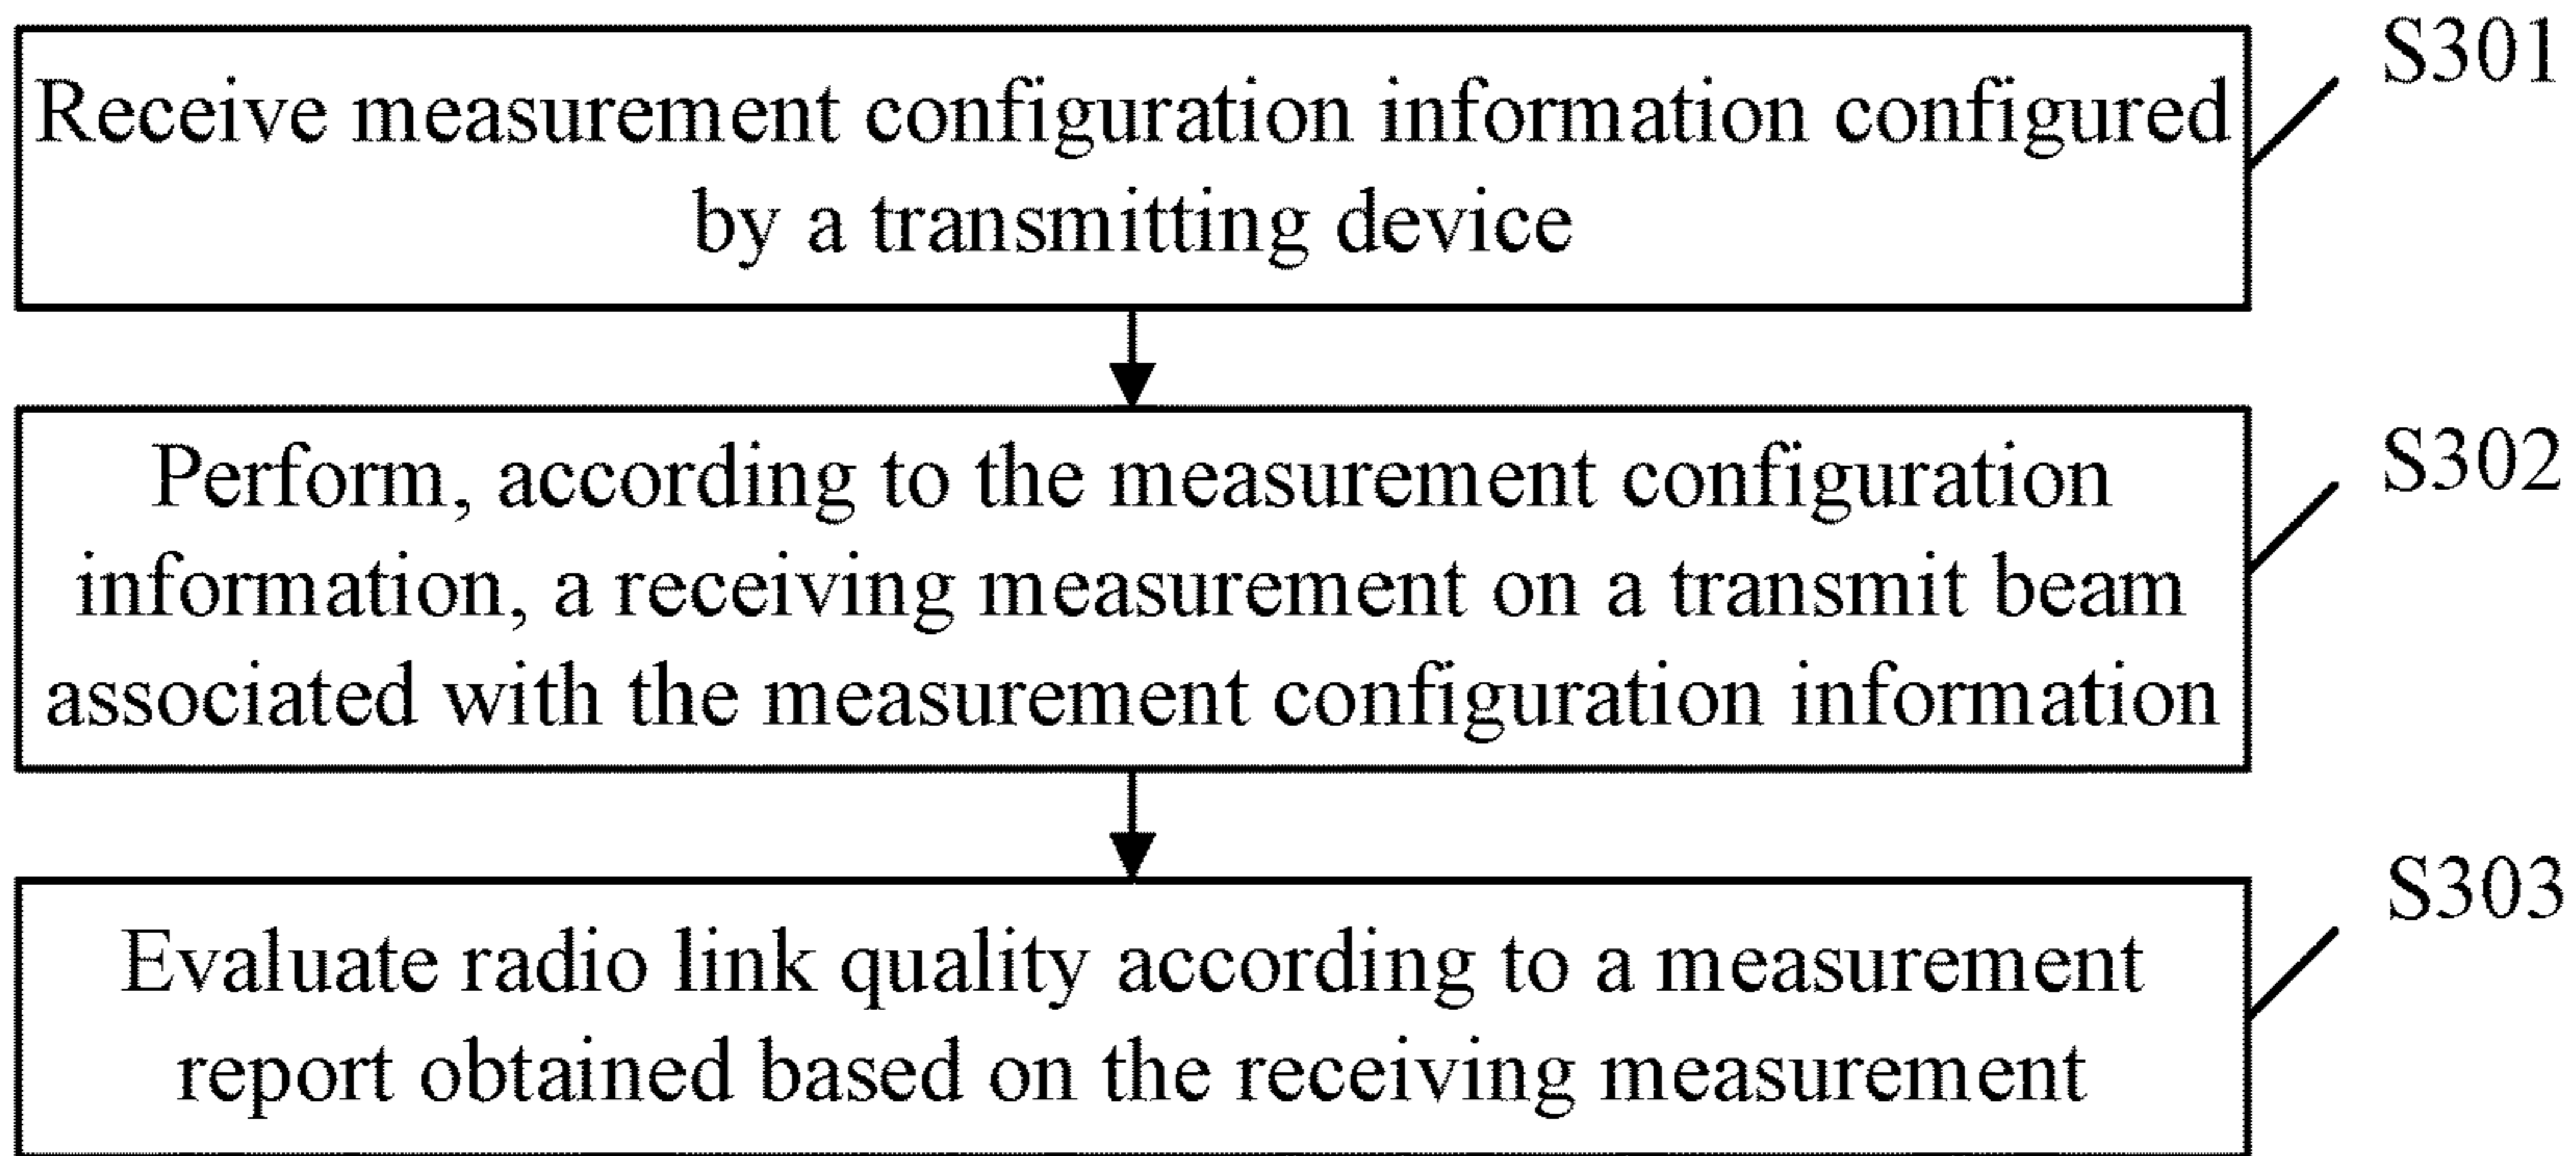 Receive measurement configuration information configured
by a transmitting device
S301
Perform, according to the measurement configuration
information, a receiving measurement on a transmit beam
associated with the measurement configuration information
S302
Evaluate radio link quality according to a measurement
report obtained based on the receiving measurement
S303